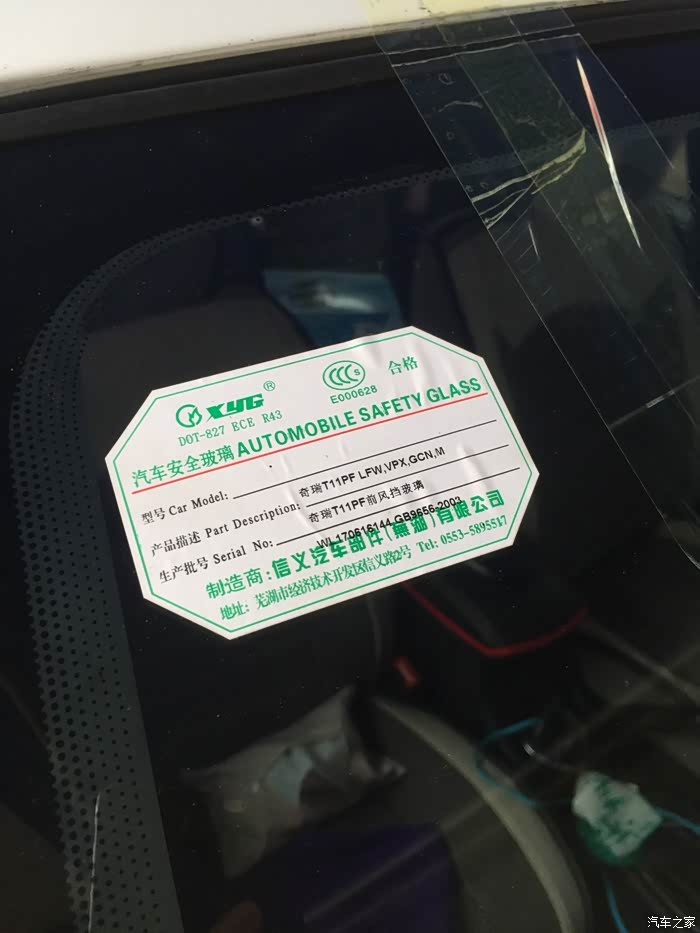 XYG® CCC S 合格
DOT-827 ECE R43 E000628
汽车安全玻璃 AUTOMOBILE SAFETY GLASS
型号 Car Model: 奇瑞T11PF LFW,VPX,GCN,M
产品描述 Part Description: 奇瑞T11PF前风挡玻璃
生产批号 Serial No: WL170515144 GB9656-2003
制造商:信义汽车部件(芜湖)有限公司
地址: 芜湖市经济技术开发区信义路2号 Tel: 0553-5895517
汽车之家